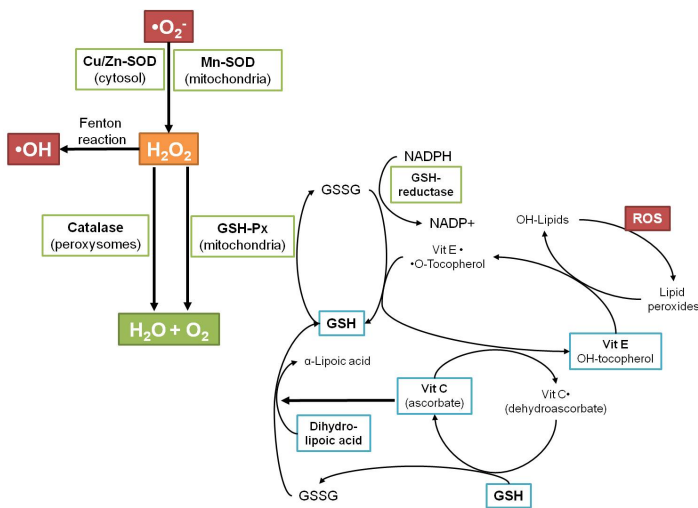 •O₂⁻
Cu/Zn-SOD
(cytosol)
Mn-SOD
(mitochondria)
Fenton
reaction
•OH
H₂O₂
Catalase
(peroxysomes)
GSH-Px
(mitochondria)
H₂O + O₂
NADPH
GSH-
reductase
GSSG
NADP+
OH-Lipids
ROS
Vit E •
•O-Tocopherol
Lipid
peroxides
GSH
Vit E
OH-tocopherol
α-Lipoic acid
Vit C
(ascorbate)
Vit C•
(dehydroascorbate)
Dihydro-
lipoic acid
GSSG
GSH